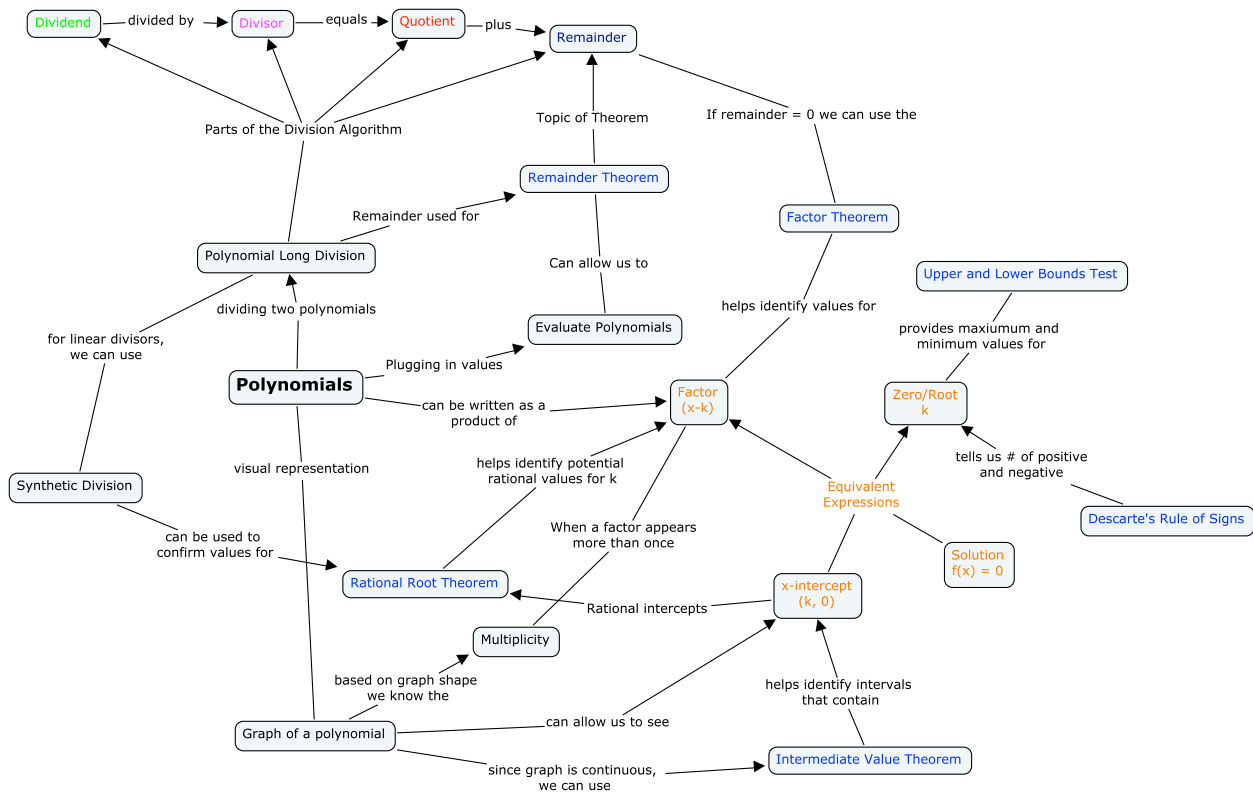 Dividend
divided by
Divisor
equals
Quotient
plus
Remainder
Parts of the Division Algorithm
Topic of Theorem
If remainder = 0 we can use the
Remainder Theorem
Remainder used for
Factor Theorem
Polynomial Long Division
Can allow us to
Upper and Lower Bounds Test
dividing two polynomials
helps identify values for
for linear divisors,
we can use
Evaluate Polynomials
provides maxiumum and
minimum values for
Plugging in values
Polynomials
can be written as a
product of
Factor
(x-k)
Zero/Root
k
visual representation
helps identify potential
rational values for k
tells us # of positive
and negative
Synthetic Division
Equivalent
Expressions
Descarte's Rule of Signs
can be used to
confirm values for
When a factor appears
more than once
Solution
f(x) = 0
Rational Root Theorem
x-intercept
(k, 0)
Rational intercepts
Multiplicity
based on graph shape
we know the
helps identify intervals
that contain
can allow us to see
Graph of a polynomial
since graph is continuous,
we can use
Intermediate Value Theorem